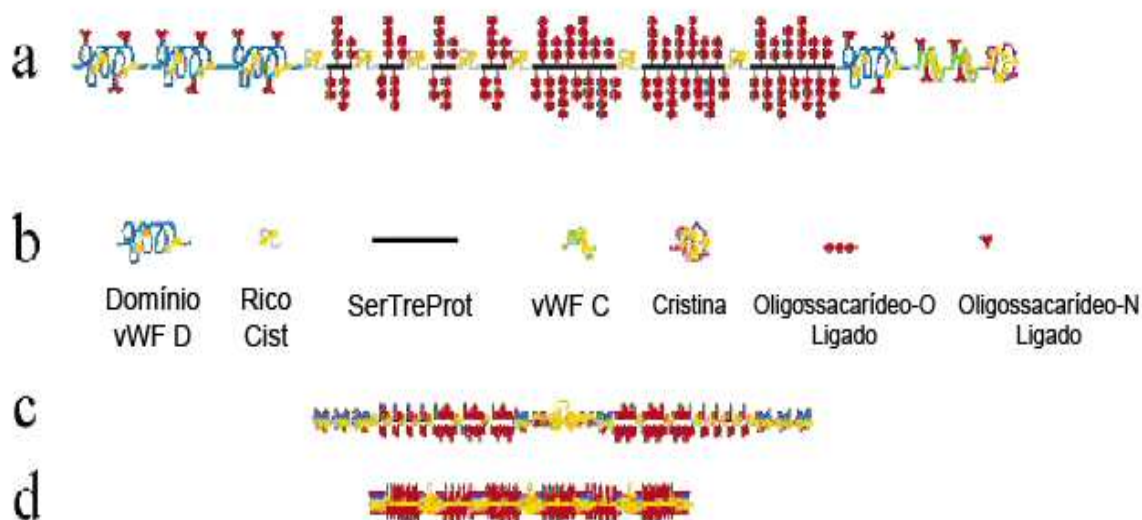 a
b
Domínio
vWF D
Rico
Cist
SerTreProt
vWF C
Cristina
Oligossacarídeo-O
Ligado
Oligossacarídeo-N
Ligado
c
d